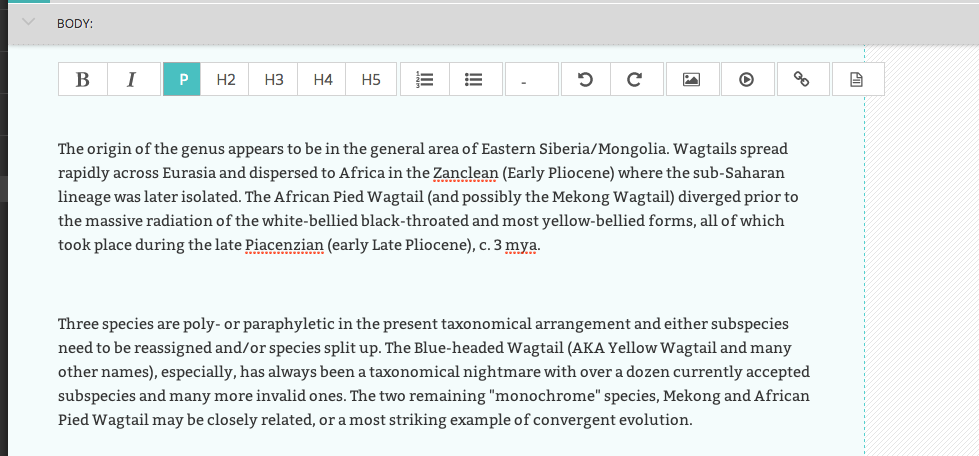 BODY:
B I P H2 H3 H4 H5 -
The origin of the genus appears to be in the general area of Eastern Siberia/Mongolia. Wagtails spread
rapidly across Eurasia and dispersed to Africa in the Zanclean (Early Pliocene) where the sub-Saharan
lineage was later isolated. The African Pied Wagtail (and possibly the Mekong Wagtail) diverged prior to
the massive radiation of the white-bellied black-throated and most yellow-bellied forms, all of which
took place during the late Piacenzian (early Late Pliocene), c. 3 mya.
Three species are poly- or paraphyletic in the present taxonomical arrangement and either subspecies
need to be reassigned and/or species split up. The Blue-headed Wagtail (AKA Yellow Wagtail and many
other names), especially, has always been a taxonomical nightmare with over a dozen currently accepted
subspecies and many more invalid ones. The two remaining "monochrome" species, Mekong and African
Pied Wagtail may be closely related, or a most striking example of convergent evolution.